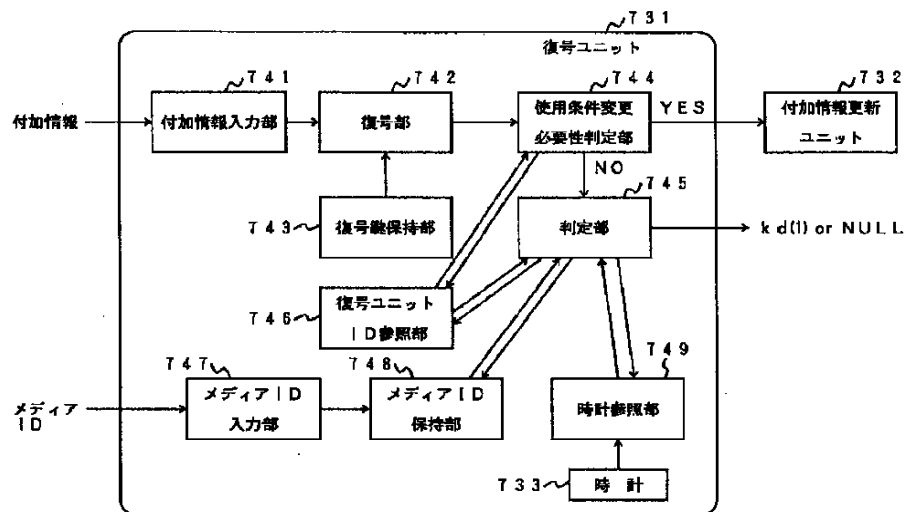 731
復号ユニット
741
742
744
732
付加情報
付加情報入力部
復号部
使用条件変更
必要性判定部
YES
付加情報更新
ユニット
NO
745
743
復号鍵保持部
判定部
kd(1) or NULL
746
復号ユニット
ID参照部
747
748
749
メディア
ID
メディアID
入力部
メディアID
保持部
時計参照部
733
時計